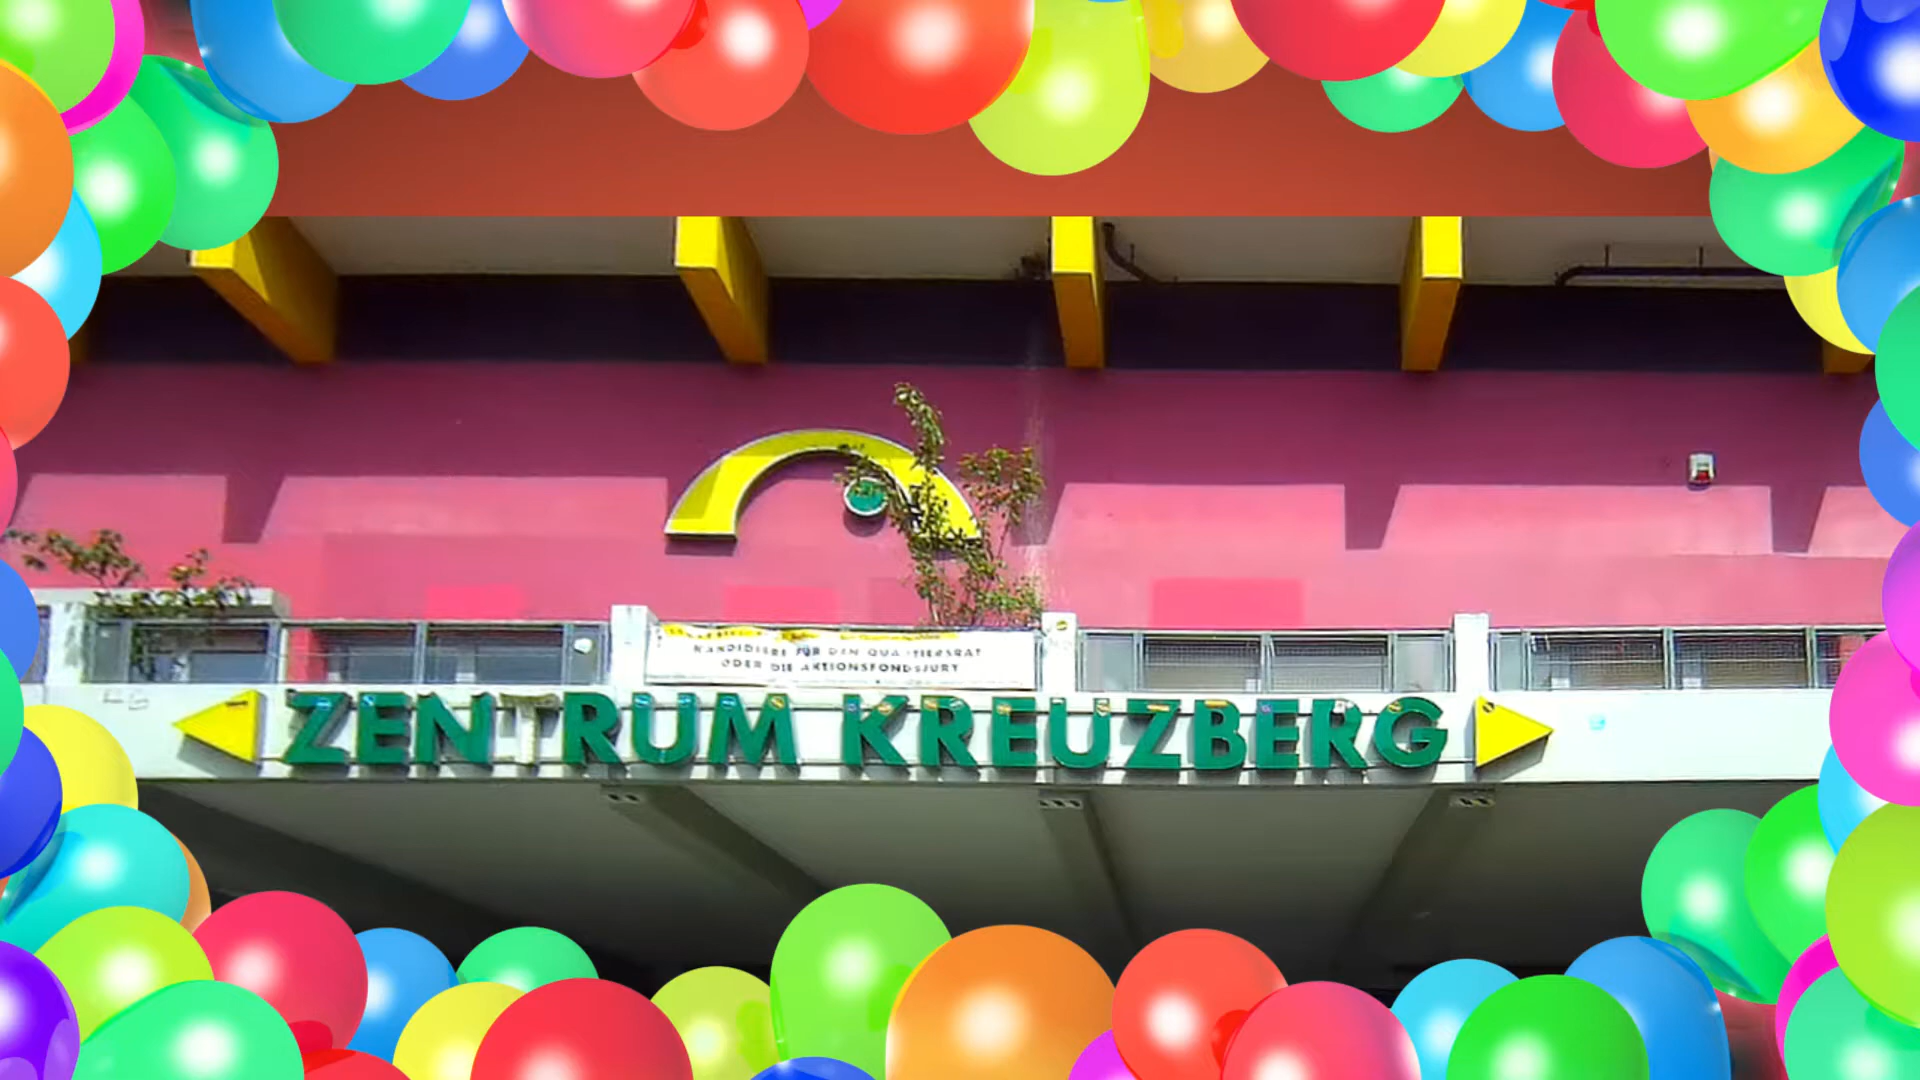 KANDIDIERE FÜR DEN QUARTIERSRAT
ODER DIE AKTIONSFONDSJURY
ZENTRUM KREUZBERG